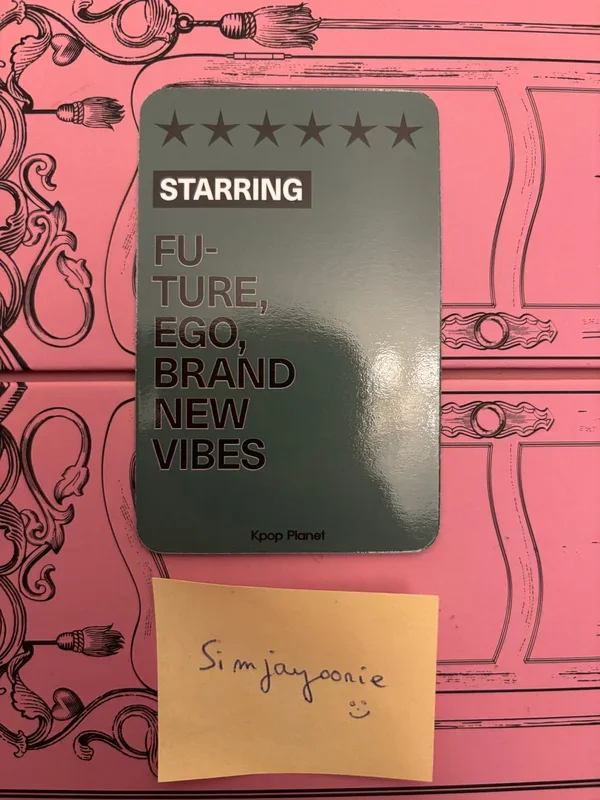 ★★★★★★
STARRING
FU-
TURE,
EGO,
BRAND
NEW
VIBES
Kpop Planet
Simjayoonie